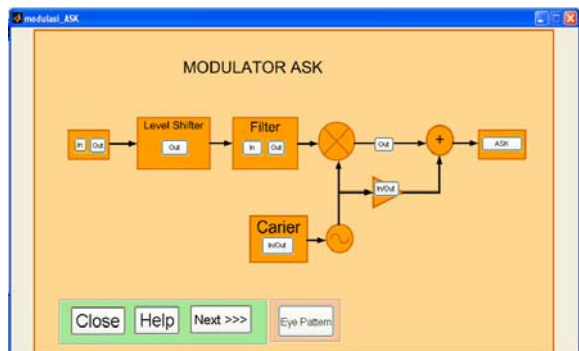 modulasi_ASK
MODULATOR ASK
In Out
Level Shifter
Out
Filter
In Out
Out
+
ASK
In/Out
Carier
In/Out
Close Help Next >>> Eye Pattern